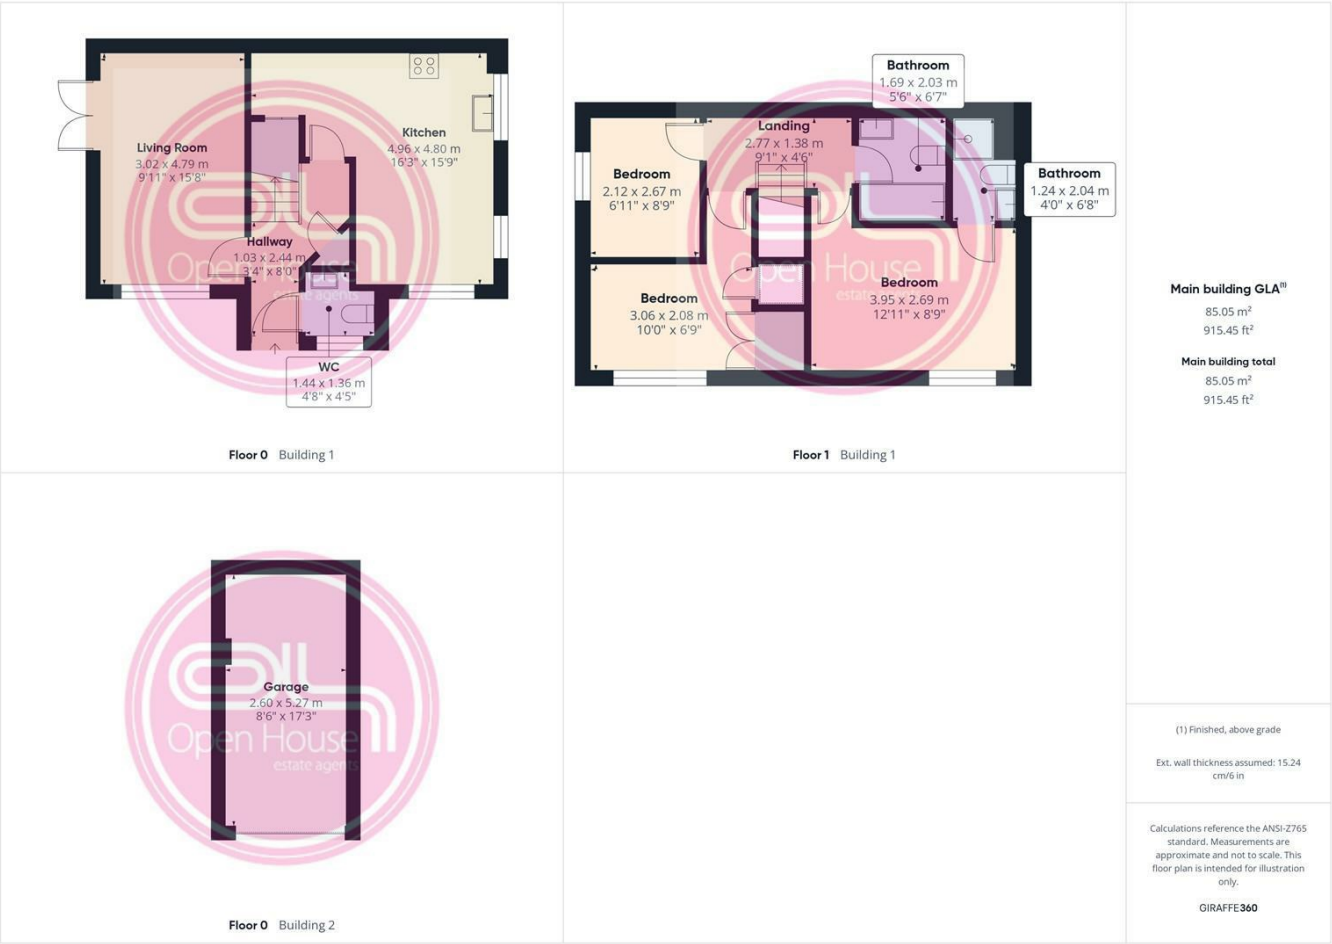 Living Room
3.02 x 4.79 m
9'11" x 15'8"
Kitchen
4.96 x 4.80 m
16'3" x 15'9"
Hallway
1.03 x 2.44 m
3'4" x 8'0"
Open House
estate agents
WC
1.44 x 1.36 m
4'8" x 4'5"
Floor 0 Building 1
Bathroom
1.69 x 2.03 m
5'6" x 6'7"
Landing
2.77 x 1.38 m
9'1" x 4'6"
Bedroom
2.12 x 2.67 m
6'11" x 8'9"
Bathroom
1.24 x 2.04 m
4'0" x 6'8"
Open House
estate agents
Bedroom
3.06 x 2.08 m
10'0" x 6'9"
Bedroom
3.95 x 2.69 m
12'11" x 8'9"
Floor 1 Building 1
Main building GLA⁽¹⁾
85.05 m²
915.45 ft²
Main building total
85.05 m²
915.45 ft²
Garage
2.60 x 5.27 m
8'6" x 17'3"
Open House
estate agents
Floor 0 Building 2
(1) Finished, above grade
Ext. wall thickness assumed: 15.24
cm/6 in
Calculations reference the ANSI-Z765
standard. Measurements are
approximate and not to scale. This
floor plan is intended for illustration
only.
GIRAFFE360